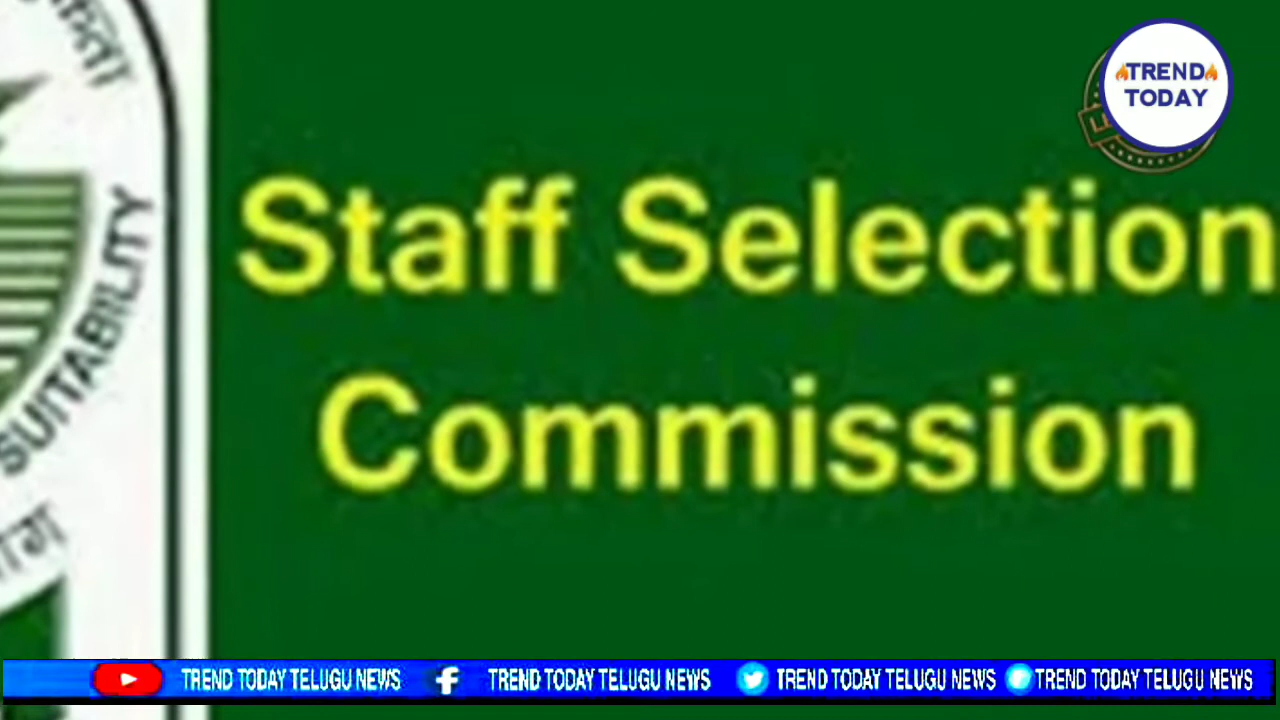 TREND
TODAY
Staff Selection
Commission
SUITABILITY
TREND TODAY TELUGU NEWS TREND TODAY TELUGU NEWS TREND TODAY TELUGU NEWS TREND TODAY TELUGU NEWS